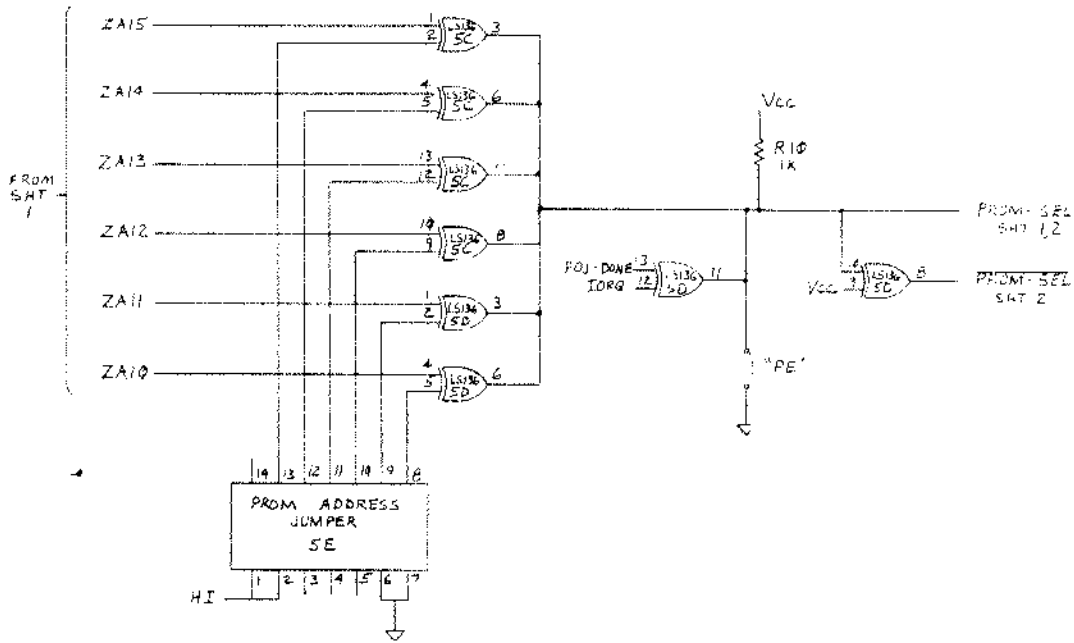 ZA15
1
2
LS136
5C
3
ZA14
4
5
LS136
5C
6
ZA13
13
12
LS136
5C
11
ZA12
10
9
LS136
5C
8
ZA11
1
2
LS136
5D
3
ZA10
4
5
LS136
5D
6
FROM
SHT
1
VCC
R10
1K
PROM-SEL
SHT 1,2
POJ-DONE
13
IORQ
12
LS136
5D
11
VCC
9
LS136
5D
8
PROM-SEL
SHT 2
"PE"
14 13 12 11 10 9 8
PROM ADDRESS
JUMPER
5E
1 2 3 4 5 6 7
HI